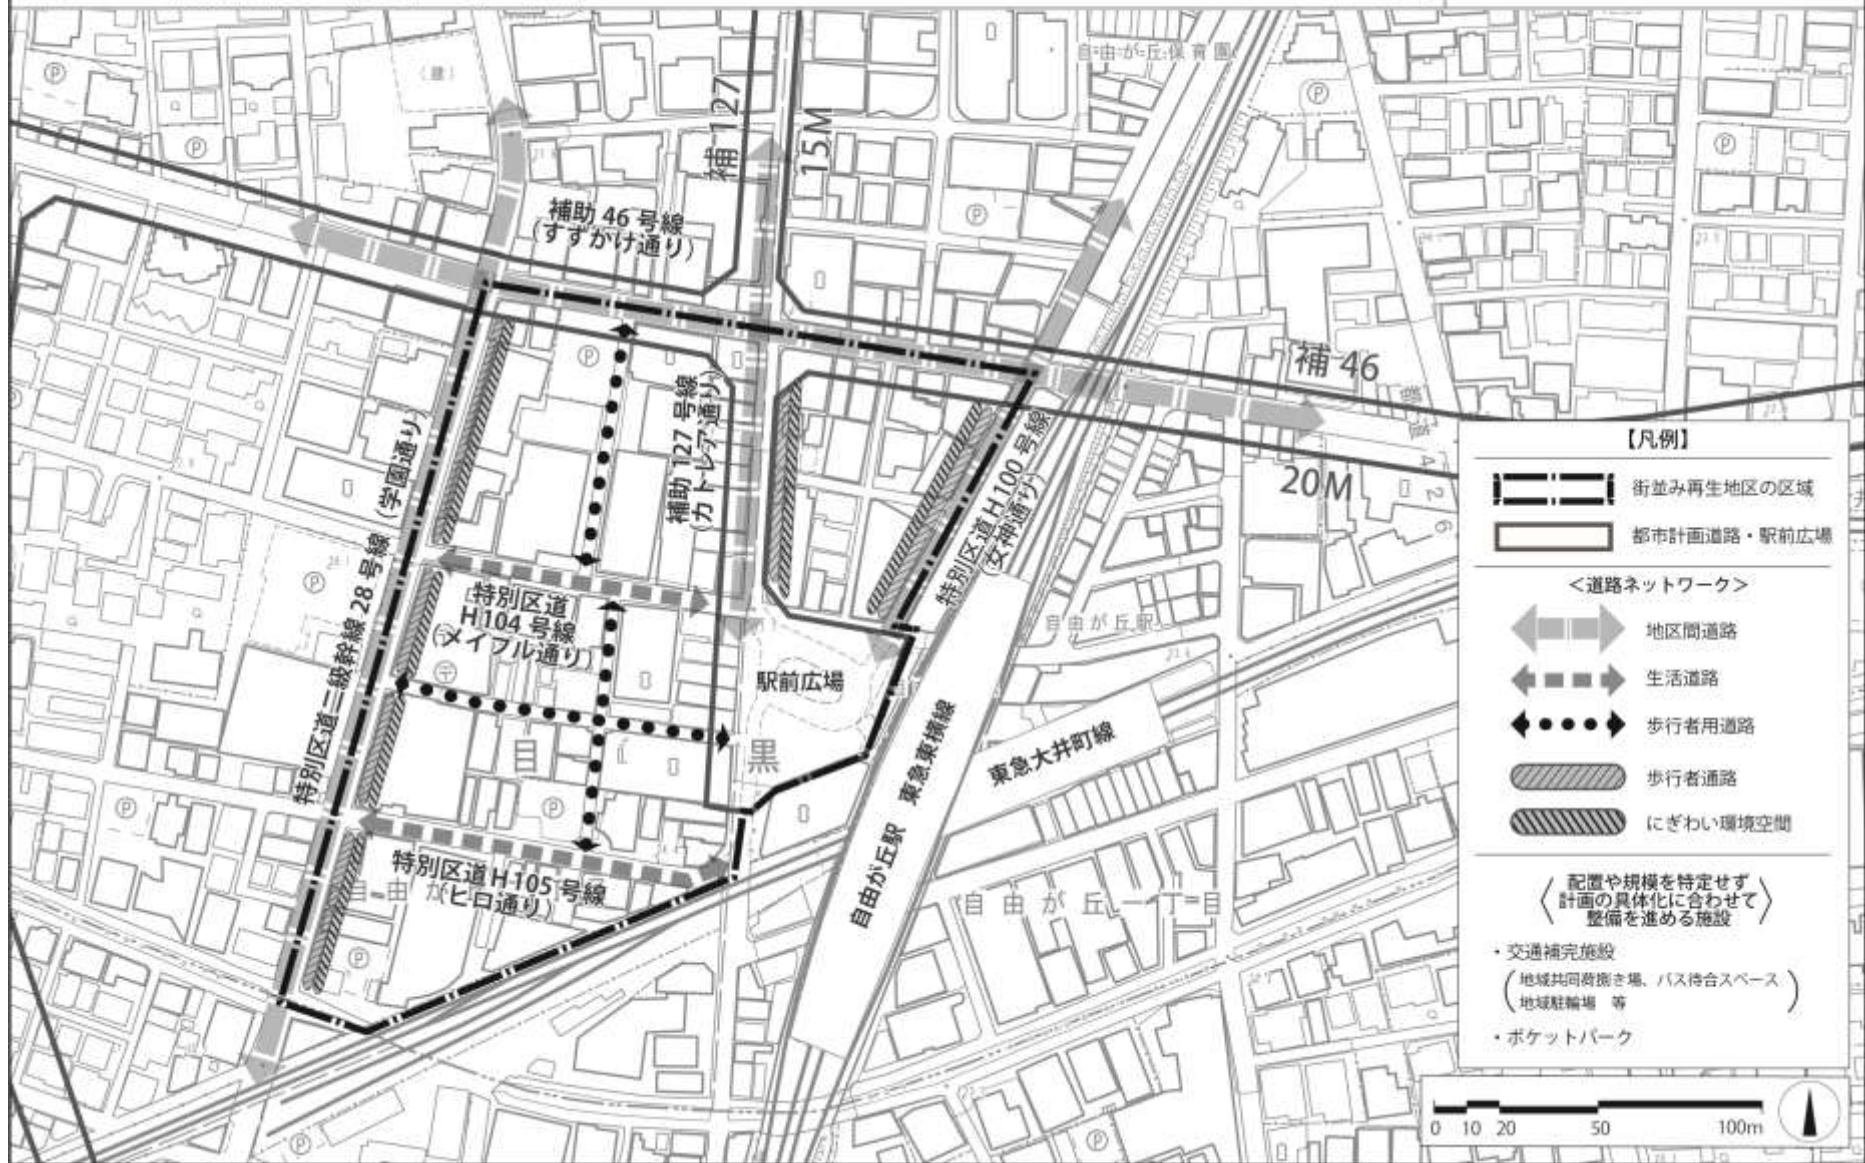 自由が丘保育園
補 127
15M
補助 46 号線
(すずかけ通り)
補 46
20M
補助 127 号線
(カトレア通り)
特別区道 H100 号線
(女神通り)
特別区道二級幹線 28 号線 (学園通り)
特別区道
H104 号線
(メイプル通り)
自由が丘駅
駅前広場
目
黒
自由が丘駅 東急東横線
東急大井町線
特別区道 H105 号線
(ヒロ通り)
自由が
自由が丘一丁目
【凡例】
街並み再生地区の区域
都市計画道路・駅前広場
<道路ネットワーク>
地区間道路
生活道路
歩行者用道路
歩行者通路
にぎわい環境空間
配置や規模を特定せず
計画の具体化に合わせて
整備を進める施設
・交通補完施設
(地域共同荷捌き場、バス待合スペース
地域駐輪場 等)
・ポケットパーク
0 10 20 50 100m